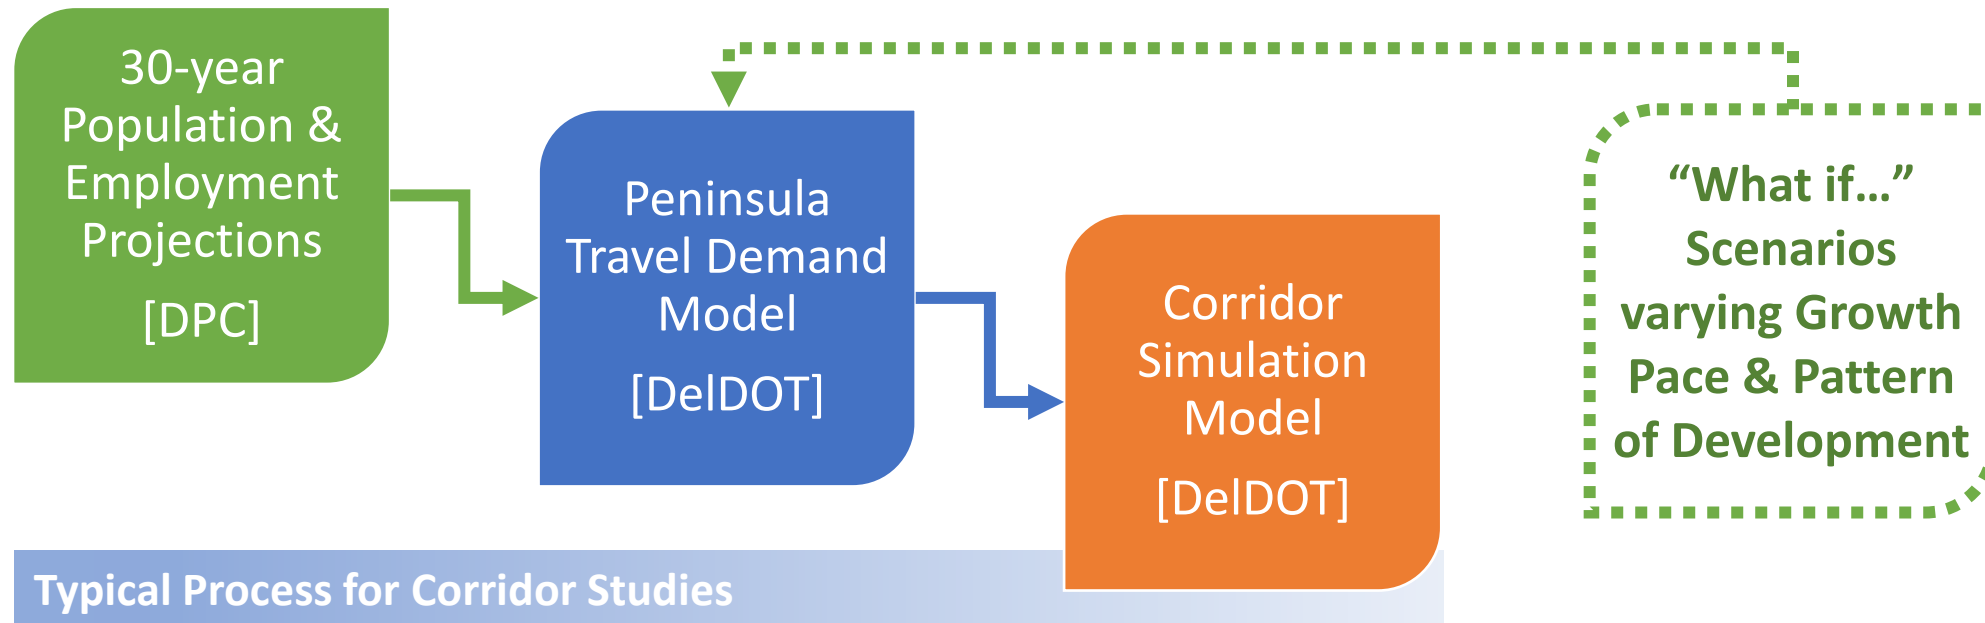 30-year
Population &
Employment
Projections
[DPC]
Peninsula
Travel Demand
Model
[DelDOT]
Corridor
Simulation
Model
[DelDOT]
“What if…”
Scenarios
varying Growth
Pace & Pattern
of Development
Typical Process for Corridor Studies